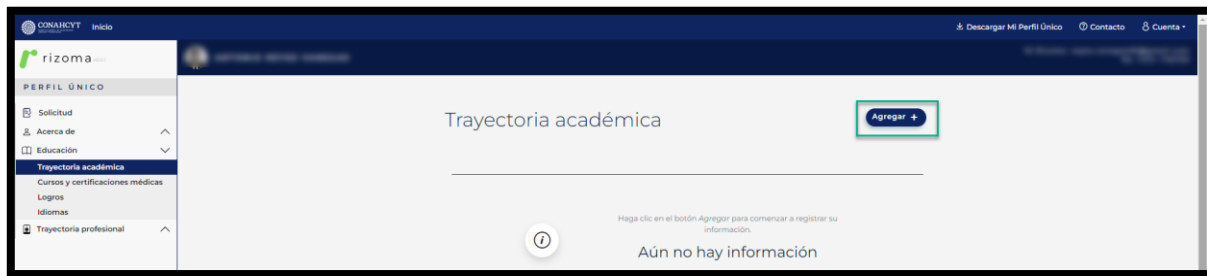 CONAHCYT Inicio Descargar Mi Perfil Único Contacto Cuenta
rizoma
PERFIL ÚNICO
Solicitud
Acerca de
Educación
Trayectoria académica
Cursos y certificaciones médicas
Logros
Idiomas
Trayectoria profesional
Trayectoria académica
Agregar +
Haga clic en el botón Agregar para comenzar a registrar su
información.
Aún no hay información